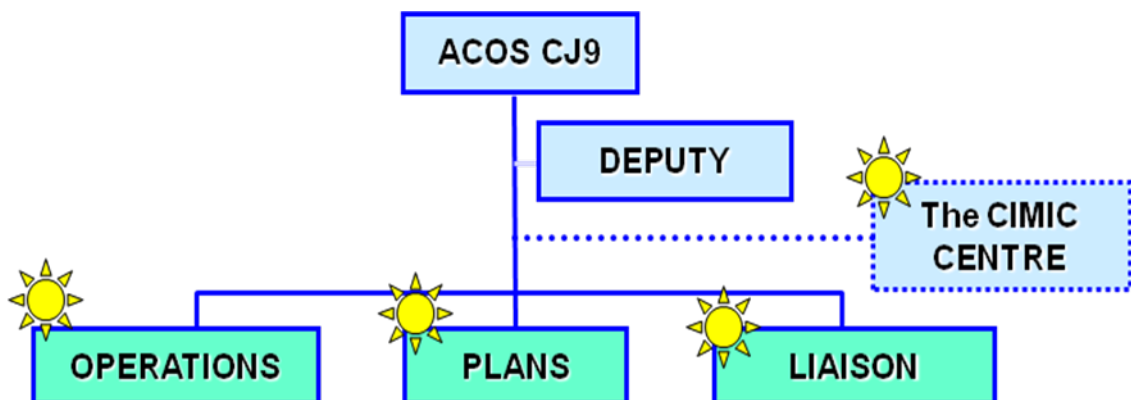 ACOS CJ9
DEPUTY
The CIMIC
CENTRE
OPERATIONS
PLANS
LIAISON